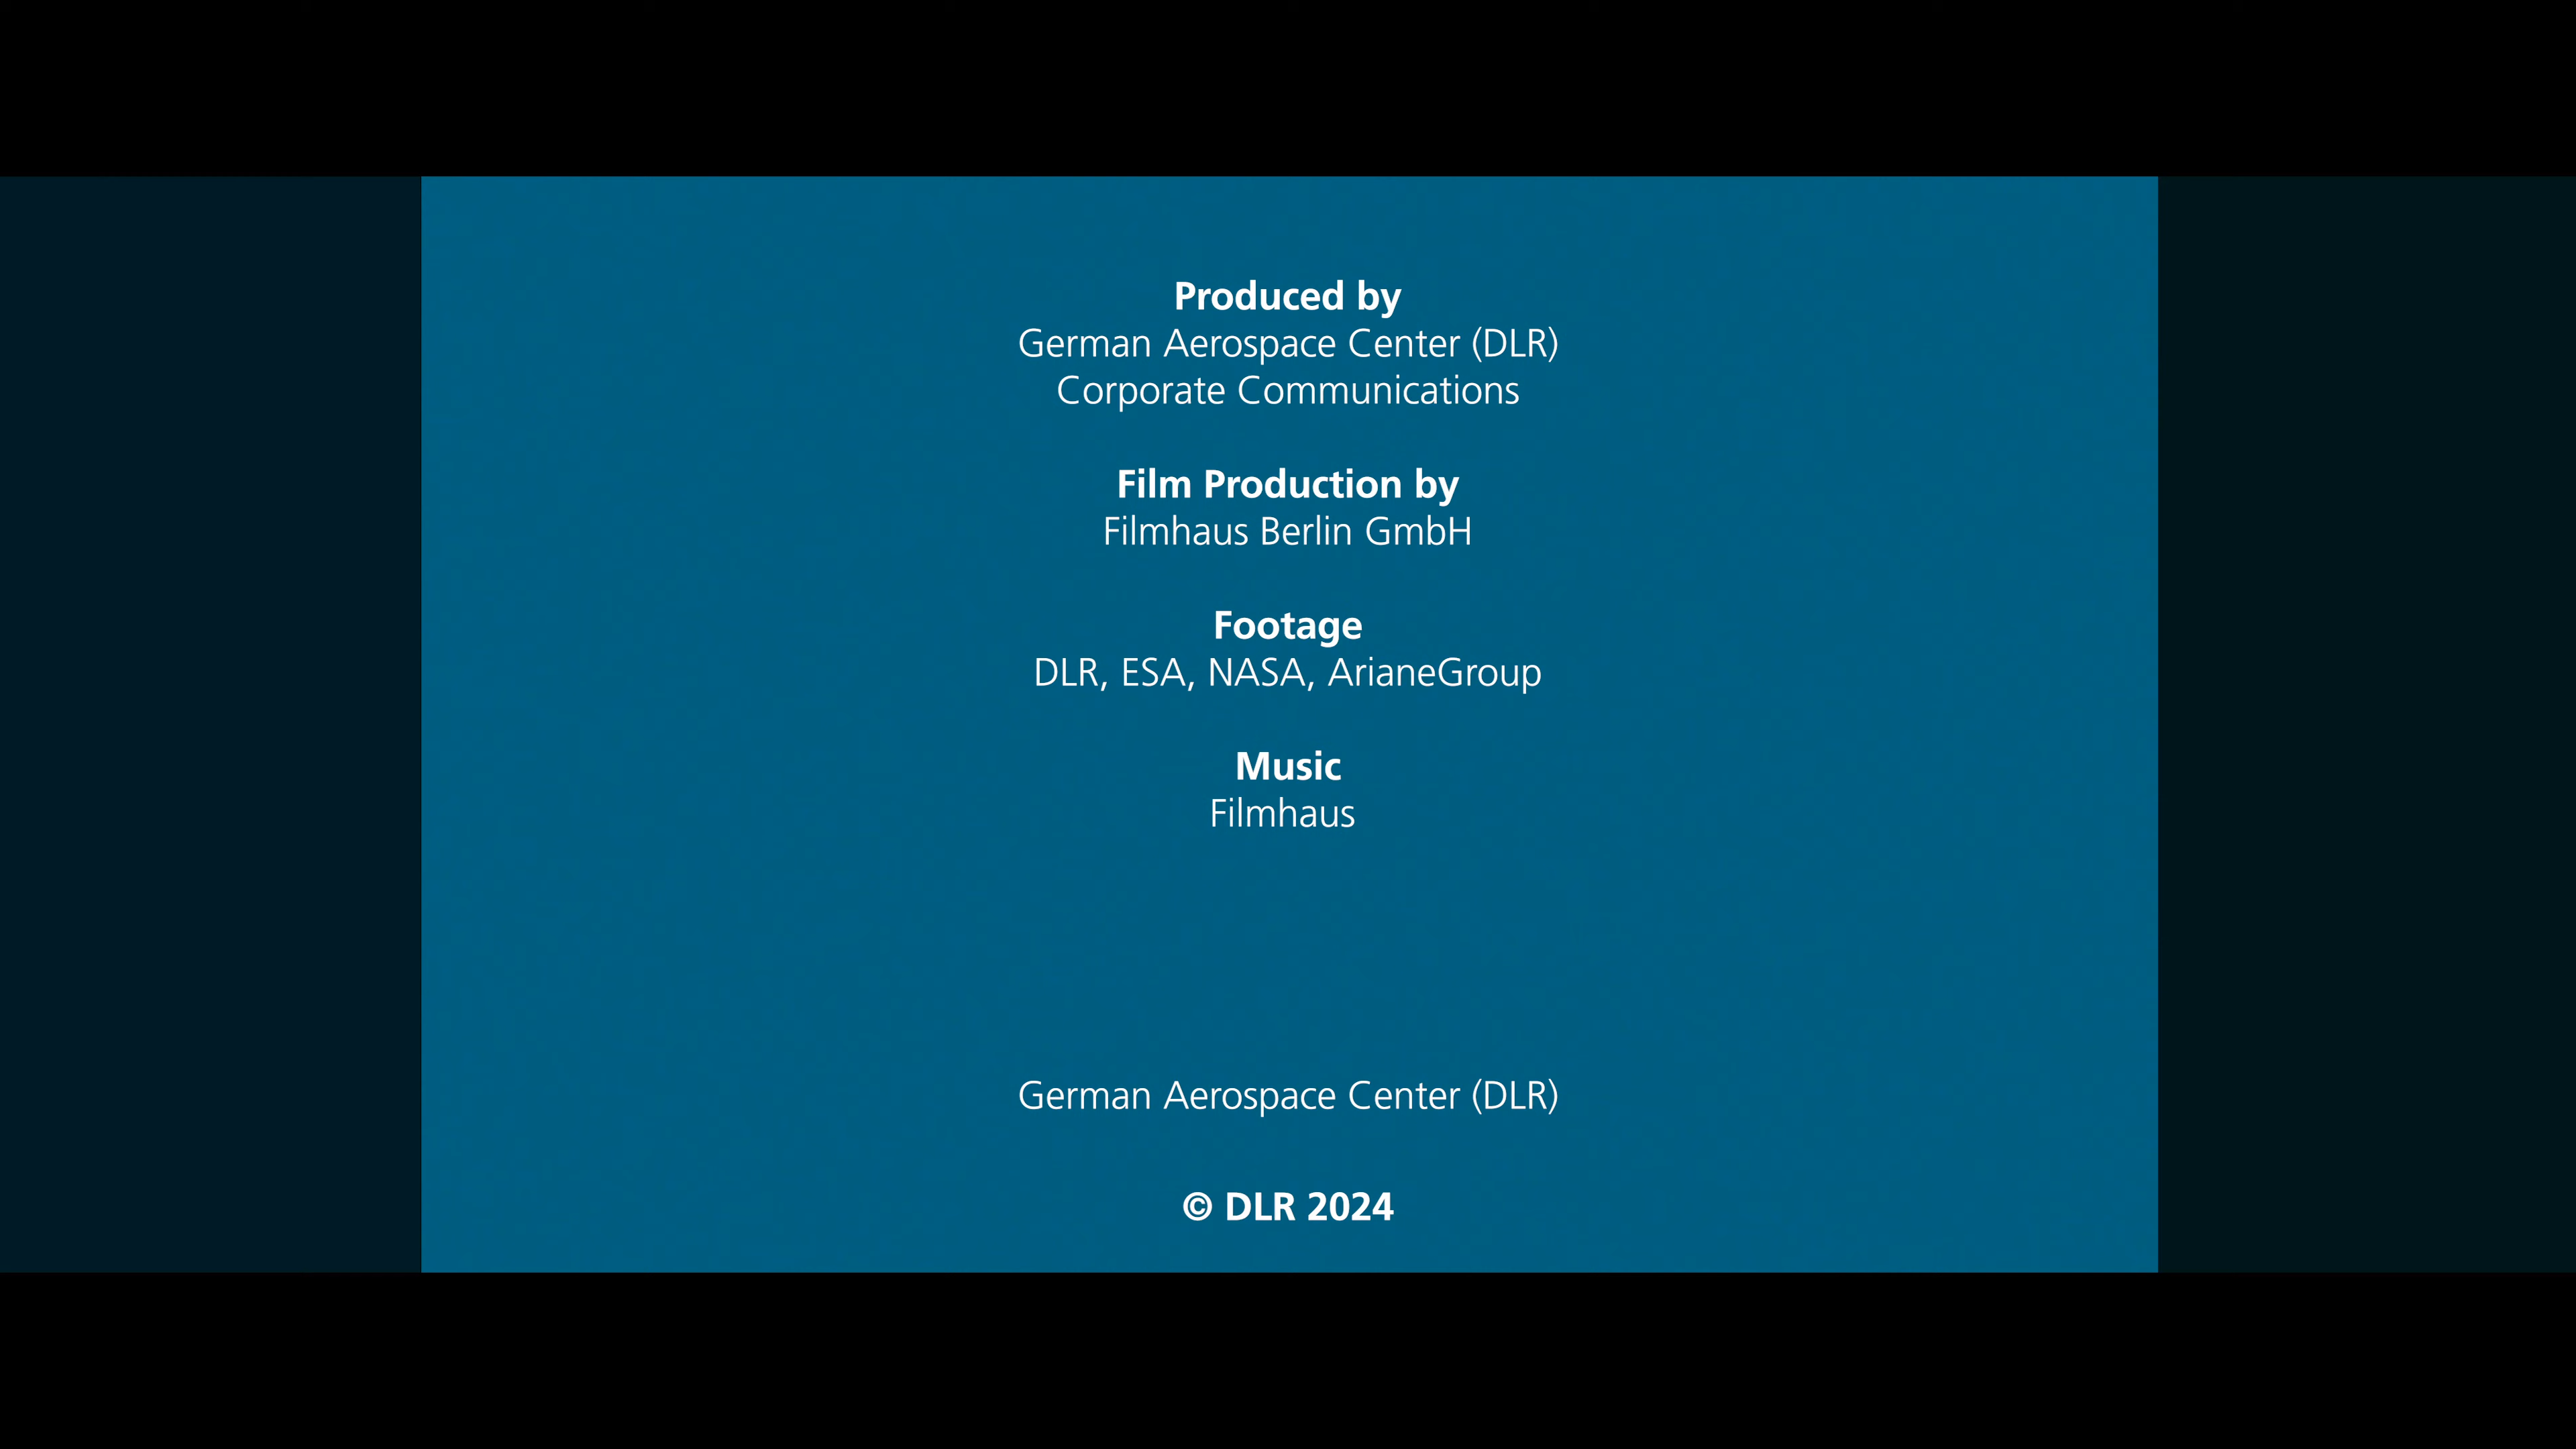 Produced by
German Aerospace Center (DLR)
Corporate Communications
Film Production by
Filmhaus Berlin GmbH
Footage
DLR, ESA, NASA, ArianeGroup
Music
Filmhaus
German Aerospace Center (DLR)
© DLR 2024